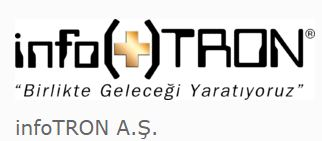 info(+)TRON®
“Birlikte Geleceği Yaratıyoruz”
infoTRON A.Ş.